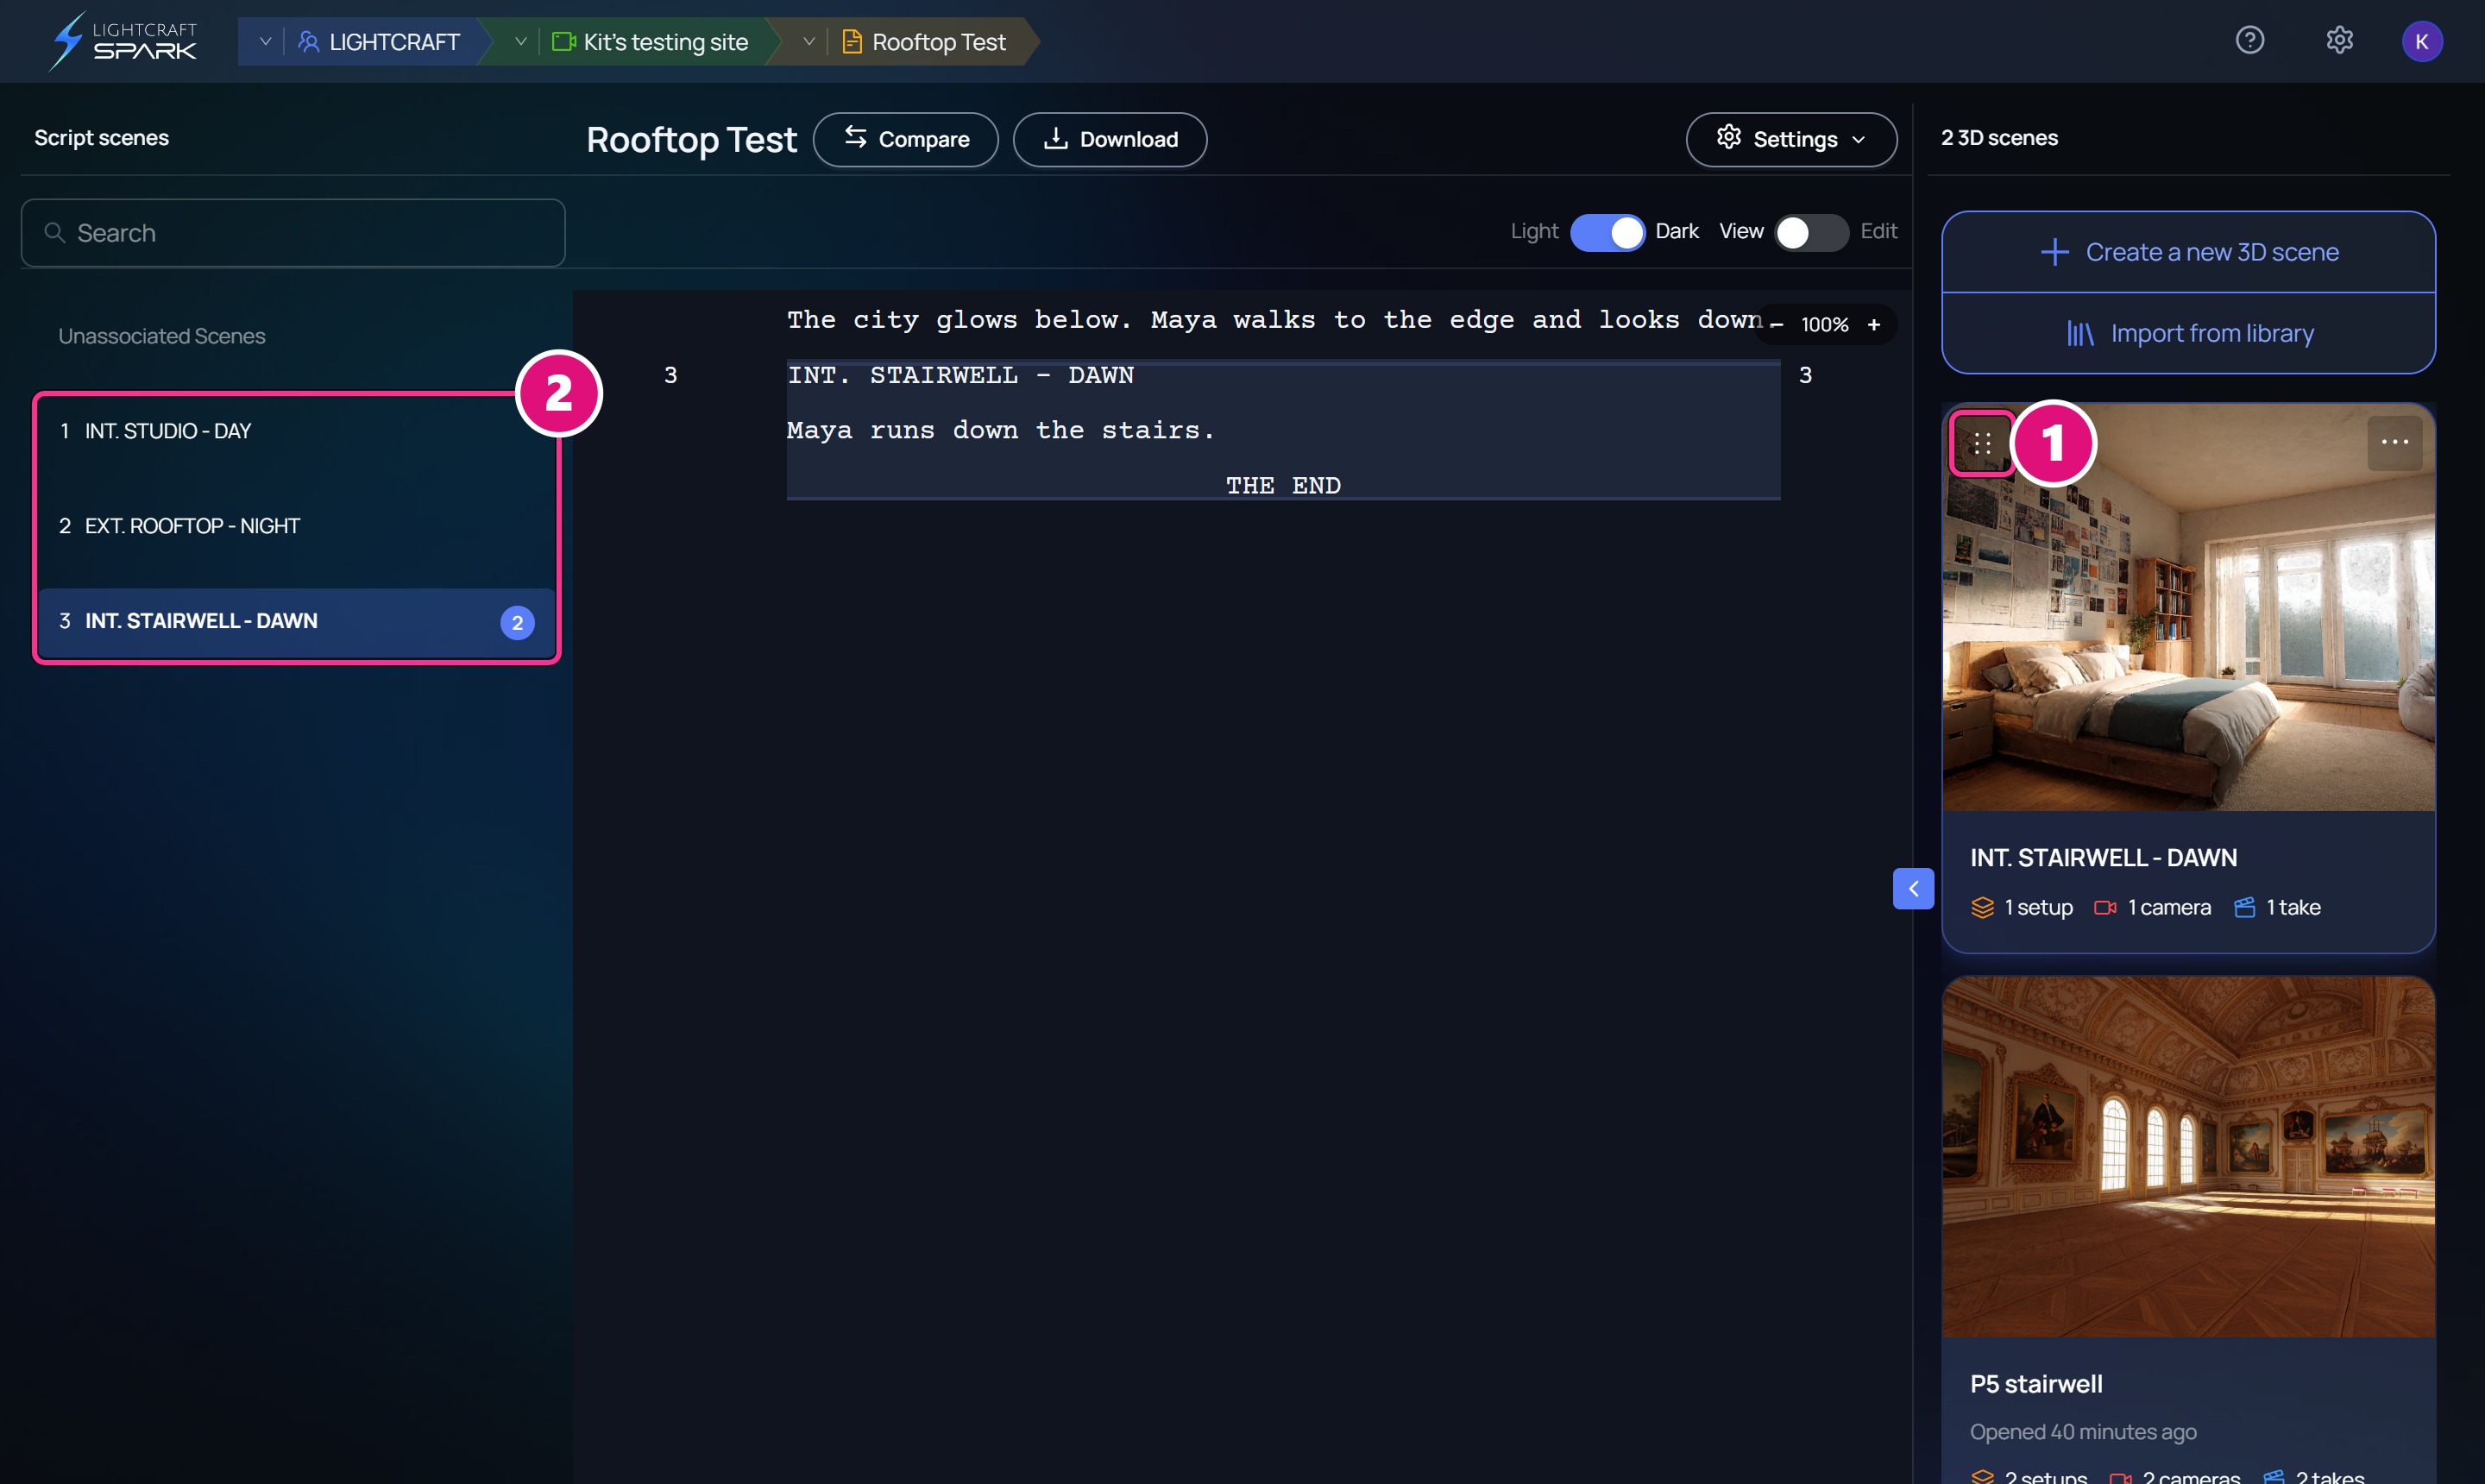 LIGHTCRAFT
SPARK
LIGHTCRAFT
Kit's testing site
Rooftop Test
K
Script scenes
Rooftop Test
Compare
Download
Settings
2 3D scenes
Search
Light
Dark
View
Edit
Create a new 3D scene
Import from library
Unassociated Scenes
The city glows below. Maya walks to the edge and looks down
100%
2
1 INT. STUDIO - DAY
2 EXT. ROOFTOP - NIGHT
3 INT. STAIRWELL - DAWN 2
3 INT. STAIRWELL - DAWN 3
Maya runs down the stairs.
THE END
1
INT. STAIRWELL - DAWN
1 setup 1 camera 1 take
P5 stairwell
Opened 40 minutes ago
2 setups 2 cameras 2 takes